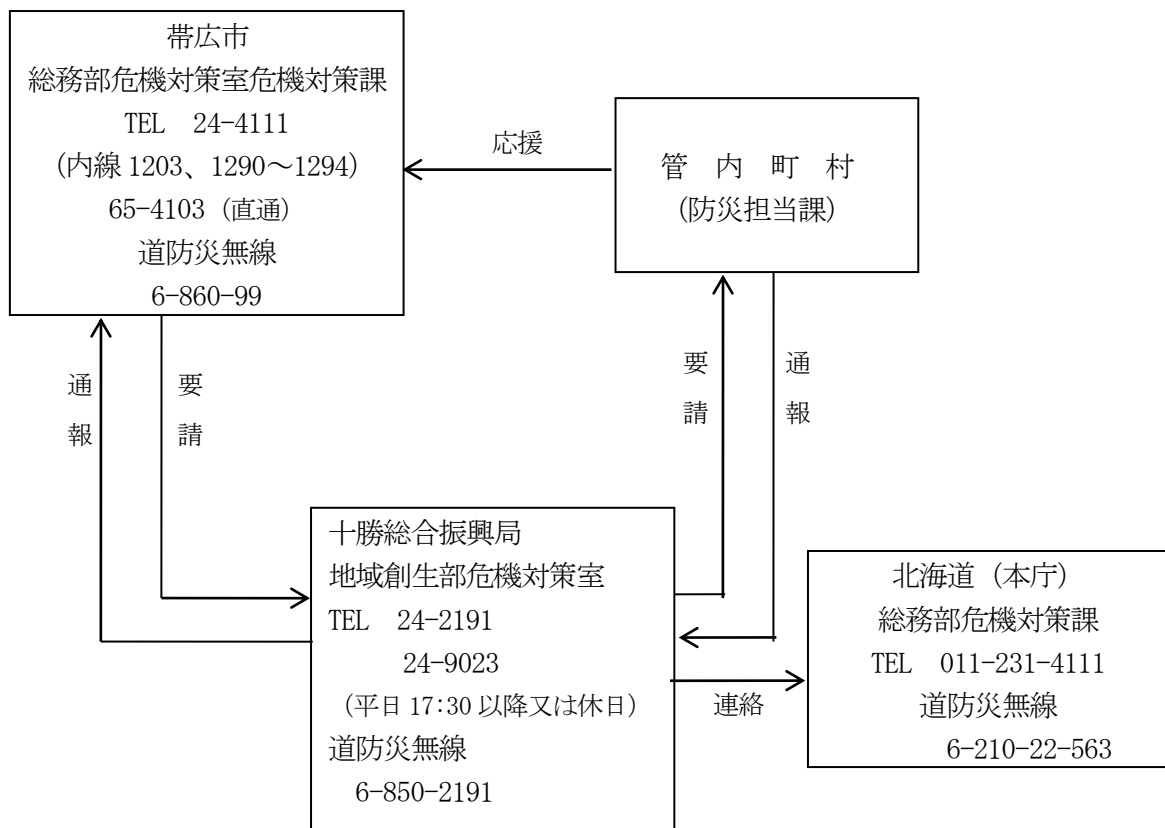 帯広市
総務部危機対策室危機対策課
TEL 24-4111
(内線 1203、1290～1294)
65-4103 (直通)
道防災無線
6-860-99
応援
管 内 町 村
(防災担当課)
通報
要請
要請
通報
十勝総合振興局
地域創生部危機対策室
TEL 24-2191
24-9023
(平日 17:30 以降又は休日)
道防災無線
6-850-2191
連絡
北海道（本庁）
総務部危機対策課
TEL 011-231-4111
道防災無線
6-210-22-563